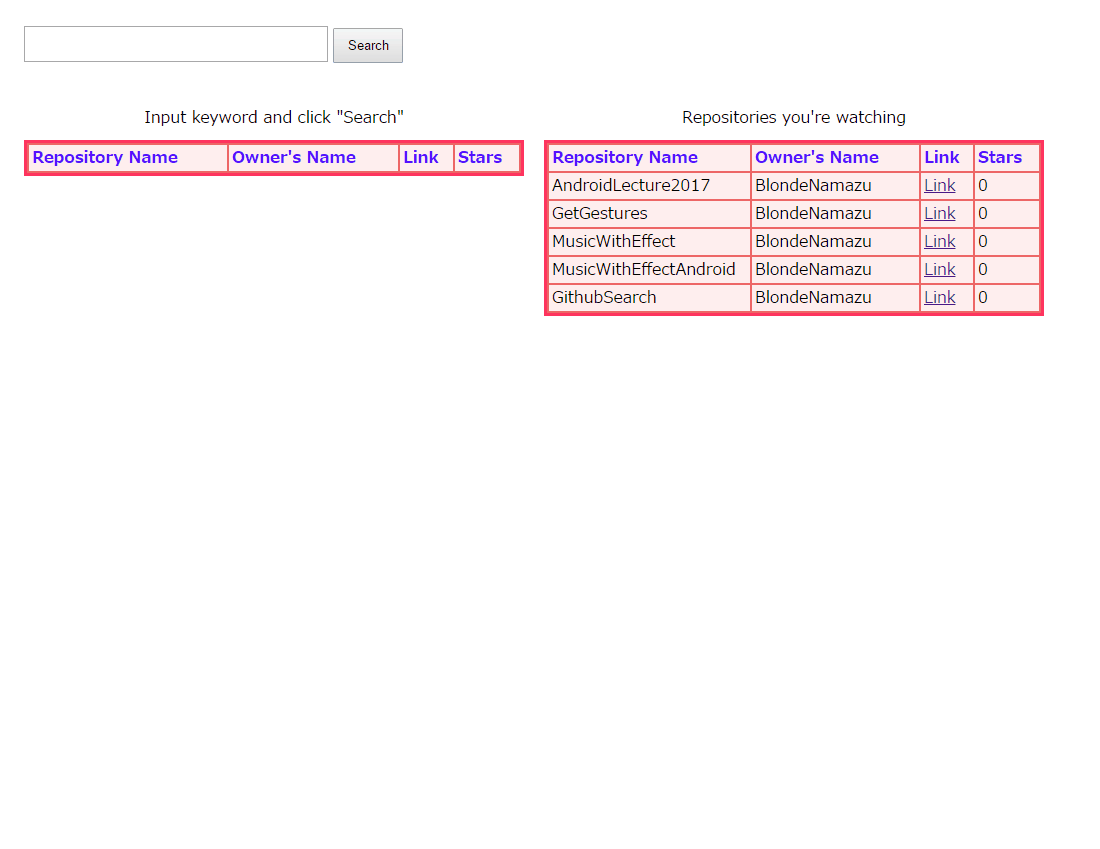 Search
Input keyword and click "Search"
Repository Name Owner's Name Link Stars
Repositories you're watching
Repository Name Owner's Name Link Stars
AndroidLecture2017 BlondeNamazu Link 0
GetGestures BlondeNamazu Link 0
MusicWithEffect BlondeNamazu Link 0
MusicWithEffectAndroid BlondeNamazu Link 0
GithubSearch BlondeNamazu Link 0